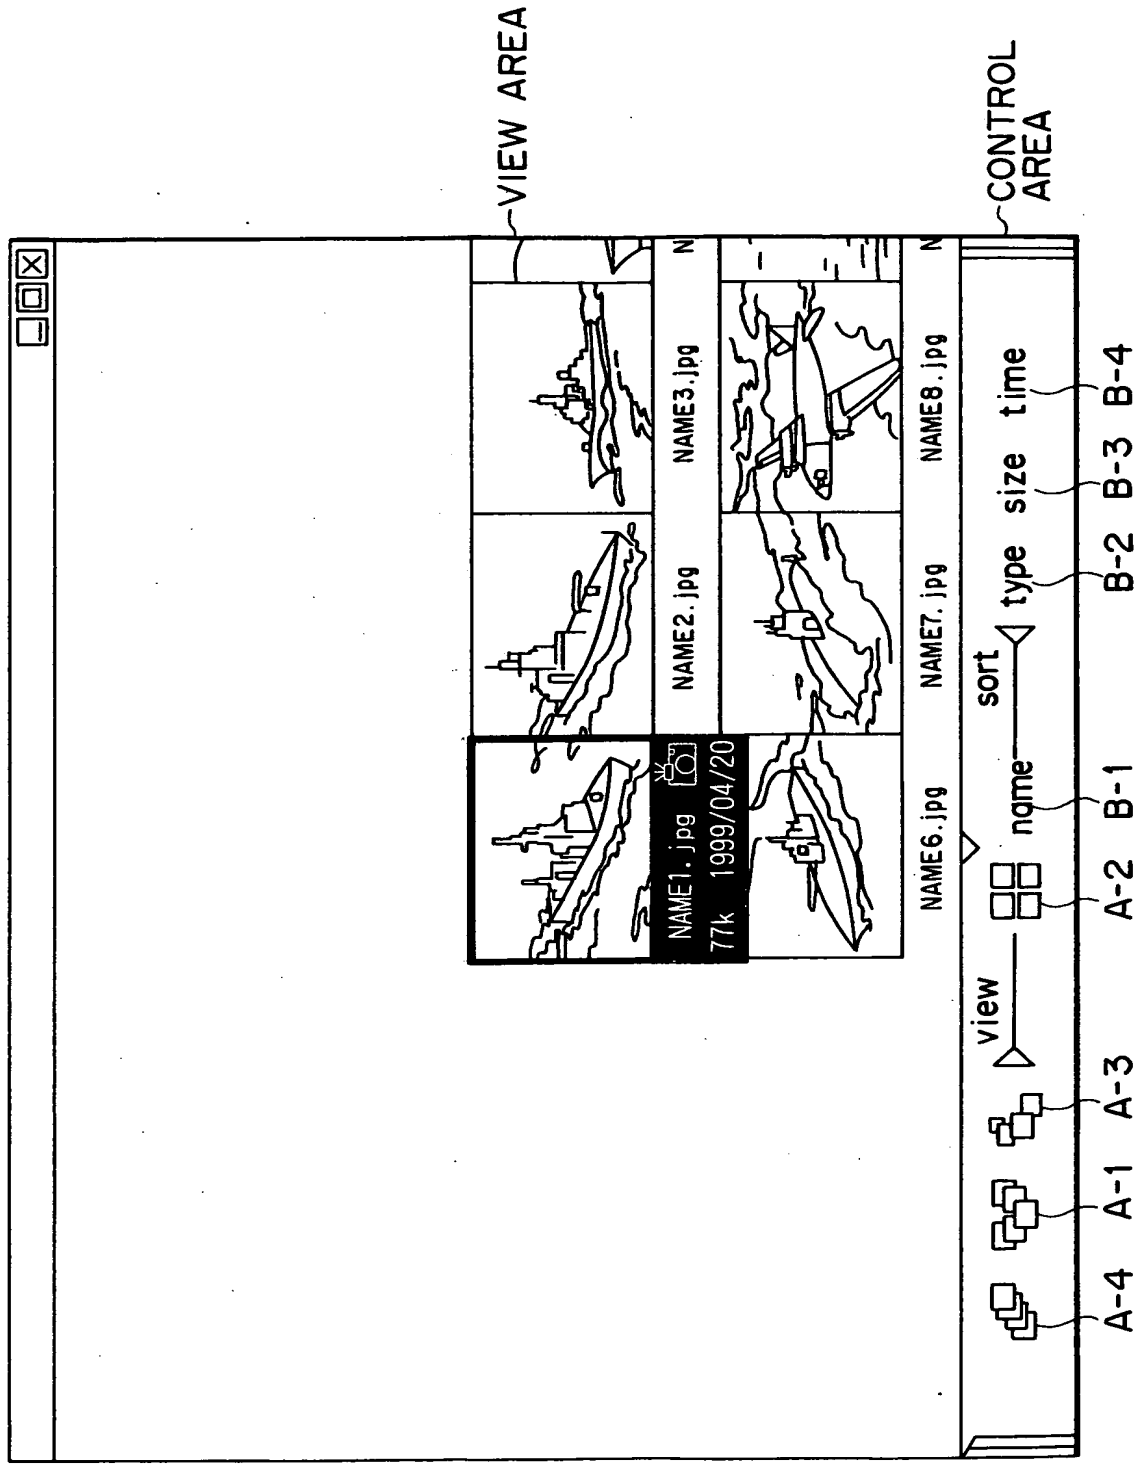 VIEW AREA
NAME1.jpg NAME2.jpg NAME3.jpg N
77k 1999/04/20
NAME6.jpg NAME7.jpg NAME8.jpg N
view sort
name type size time
CONTROL
AREA
A-4 A-1 A-3 A-2 B-1 B-2 B-3 B-4